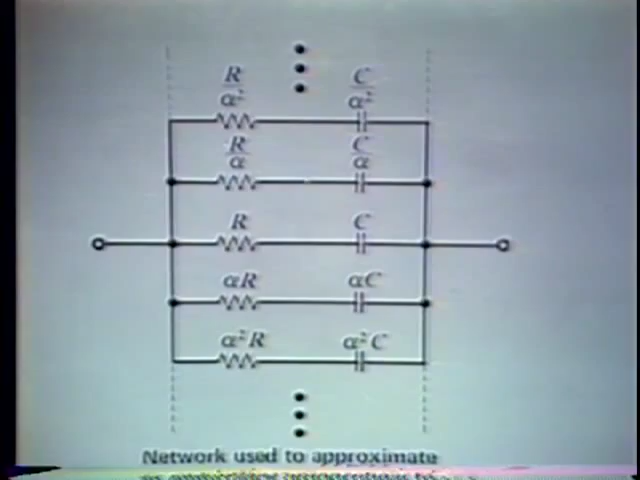 R/α² C/α²
R/α C/α
R C
αR αC
α²R α²C
Network used to approximate